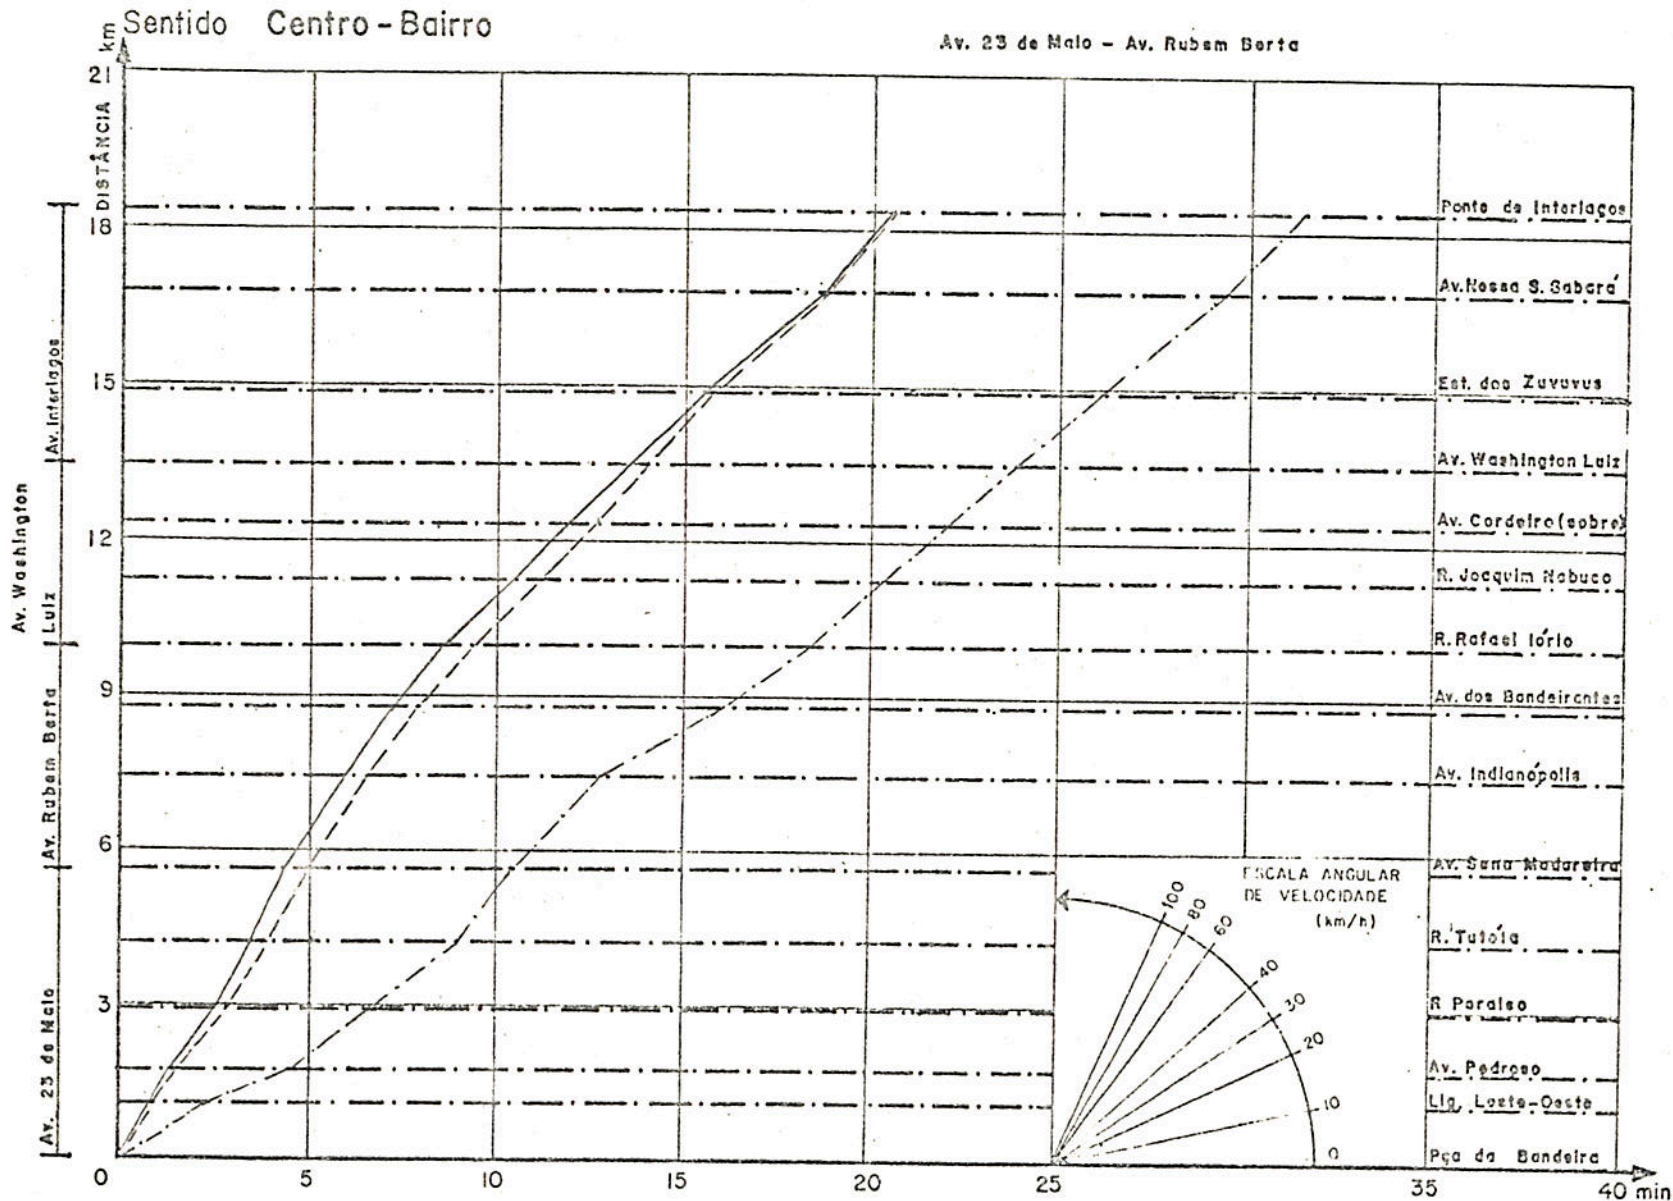 Sentido Centro-Bairro
Av. 23 de Maio - Av. Rubem Berta
km
DISTÂNCIA
21
18
15
12
9
6
3
0
5
10
15
20
25
35
40 min
Av. Interlagos
Av. Washington
Luiz
Av. Rubem Berta
Av. 23 de Maio
Ponte de Interlagos
Av. Nossa S. Sabará
Est. dos Zuvuvus
Av. Washington Luiz
Av. Cordeiro (sobre)
R. Joaquim Nabuco
R. Rafael Iório
Av. dos Bandeirantes
Av. Indianópolis
Av. Sena Madureira
R. Tutóia
R Paraiso
Av. Pedroso
Lig. Leste-Oeste
Pça da Bandeira
ESCALA ANGULAR
DE VELOCIDADE
(km/h)
100
80
60
40
30
20
10
0